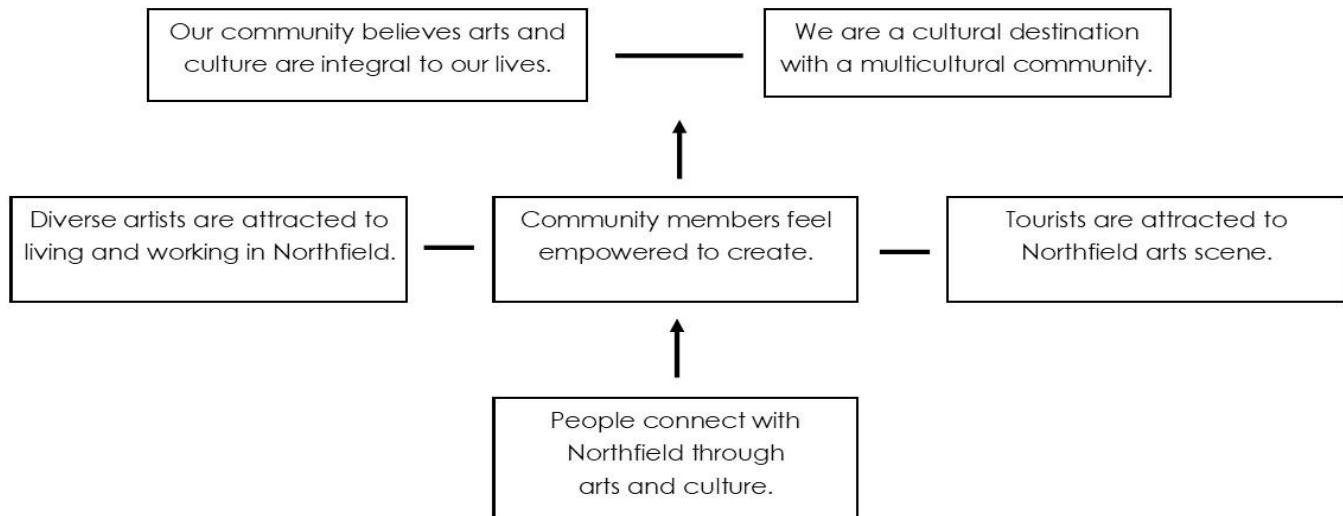 Our community believes arts and
culture are integral to our lives.
We are a cultural destination
with a multicultural community.
Diverse artists are attracted to
living and working in Northfield.
Community members feel
empowered to create.
Tourists are attracted to
Northfield arts scene.
People connect with
Northfield through
arts and culture.